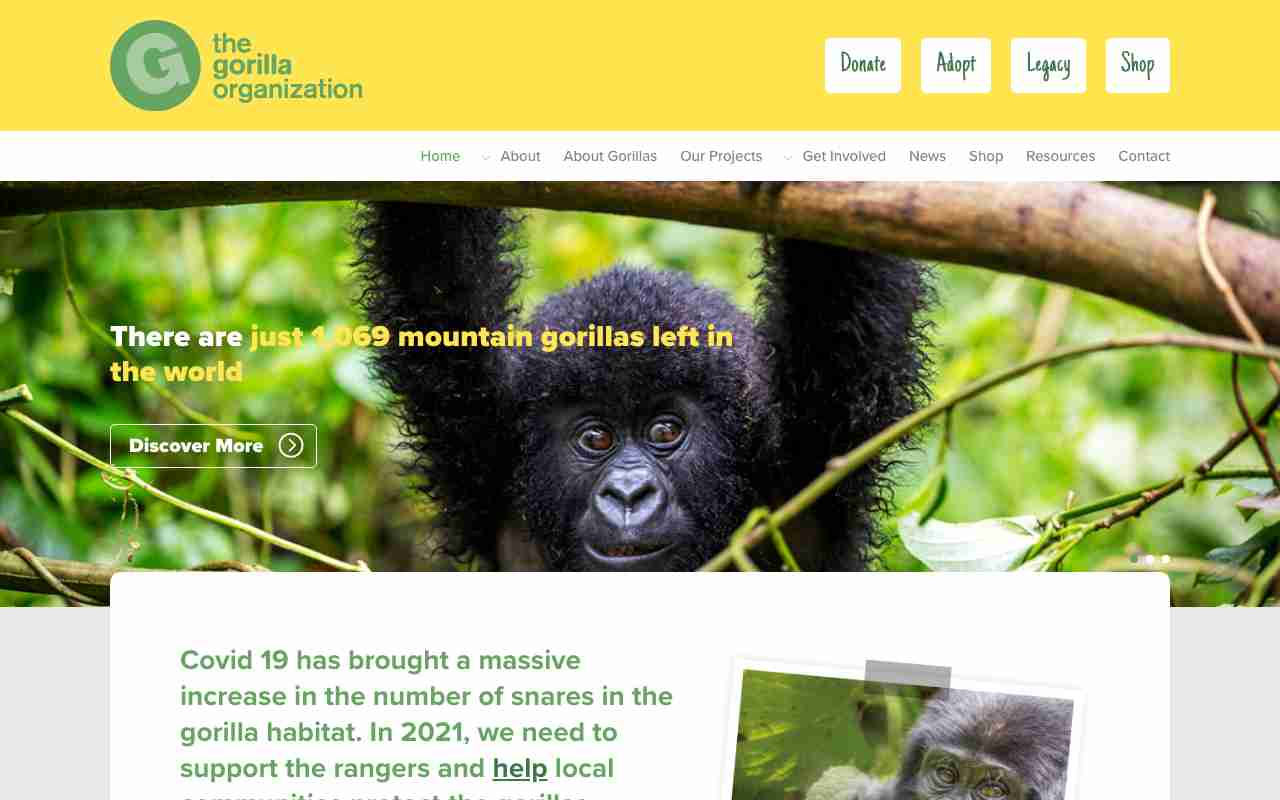 the
gorilla
organization
Donate
Adopt
Legacy
Shop
Home
About
About Gorillas
Our Projects
Get Involved
News
Shop
Resources
Contact
There are just 1,069 mountain gorillas left in
the world
Discover More
Covid 19 has brought a massive
increase in the number of snares in the
gorilla habitat. In 2021, we need to
support the rangers and help local